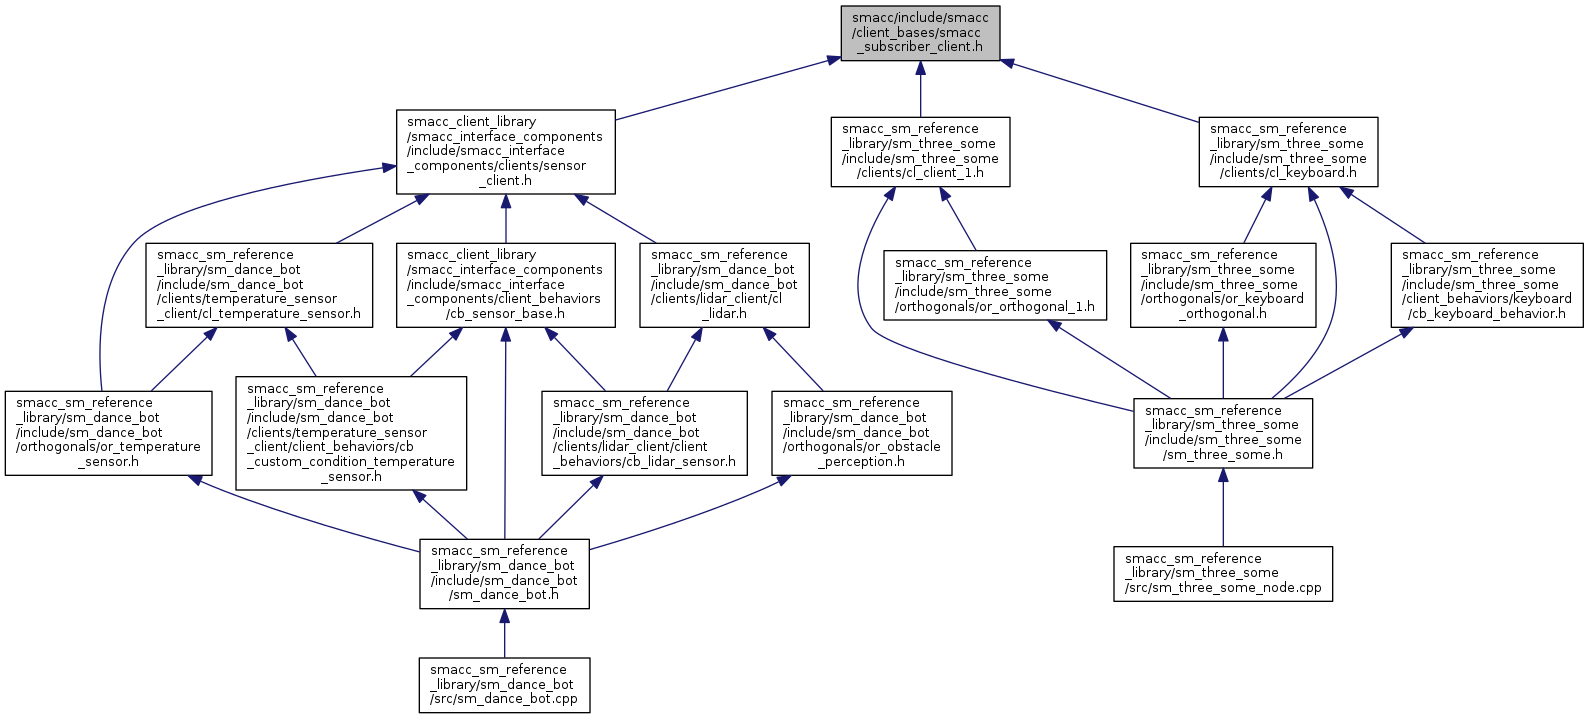 smacc/include/smacc
/client_bases/smacc
_subscriber_client.h
smacc_client_library
/smacc_interface_components
/include/smacc_interface
_components/clients/sensor
_client.h
smacc_sm_reference
_library/sm_three_some
/include/sm_three_some
/clients/cl_client_1.h
smacc_sm_reference
_library/sm_three_some
/include/sm_three_some
/clients/cl_keyboard.h
smacc_sm_reference
_library/sm_dance_bot
/include/sm_dance_bot
/clients/temperature_sensor
_client/cl_temperature_sensor.h
smacc_client_library
/smacc_interface_components
/include/smacc_interface
_components/client_behaviors
/cb_sensor_base.h
smacc_sm_reference
_library/sm_dance_bot
/include/sm_dance_bot
/clients/lidar_client/cl
_lidar.h
smacc_sm_reference
_library/sm_three_some
/include/sm_three_some
/orthogonals/or_orthogonal_1.h
smacc_sm_reference
_library/sm_three_some
/include/sm_three_some
/orthogonals/or_keyboard
_orthogonal.h
smacc_sm_reference
_library/sm_three_some
/include/sm_three_some
/client_behaviors/keyboard
/cb_keyboard_behavior.h
smacc_sm_reference
_library/sm_dance_bot
/include/sm_dance_bot
/orthogonals/or_temperature
_sensor.h
smacc_sm_reference
_library/sm_dance_bot
/include/sm_dance_bot
/clients/temperature_sensor
_client/client_behaviors/cb
_custom_condition_temperature
_sensor.h
smacc_sm_reference
_library/sm_dance_bot
/include/sm_dance_bot
/clients/lidar_client/client
_behaviors/cb_lidar_sensor.h
smacc_sm_reference
_library/sm_dance_bot
/include/sm_dance_bot
/orthogonals/or_obstacle
_perception.h
smacc_sm_reference
_library/sm_three_some
/include/sm_three_some
/sm_three_some.h
smacc_sm_reference
_library/sm_dance_bot
/include/sm_dance_bot
/sm_dance_bot.h
smacc_sm_reference
_library/sm_three_some
/src/sm_three_some_node.cpp
smacc_sm_reference
_library/sm_dance_bot
/src/sm_dance_bot.cpp